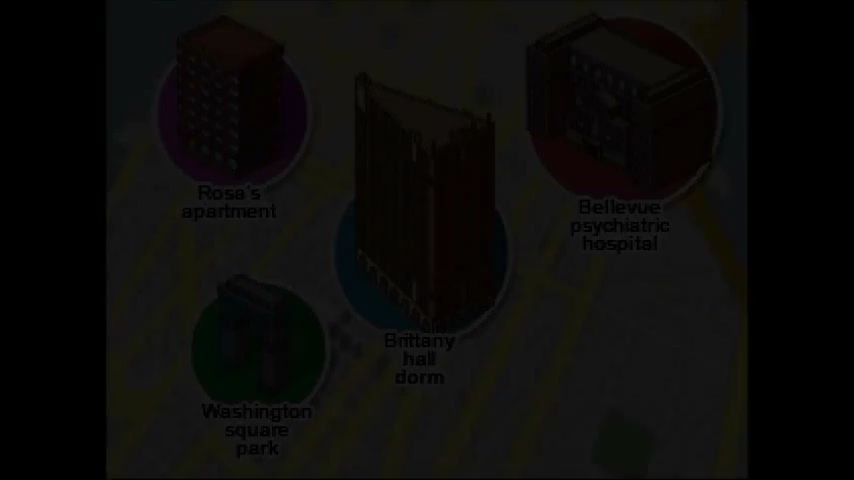 Rosa's
apartment
Bellevue
psychiatric
hospital
Brittany
hall
dorm
Washington
square
park